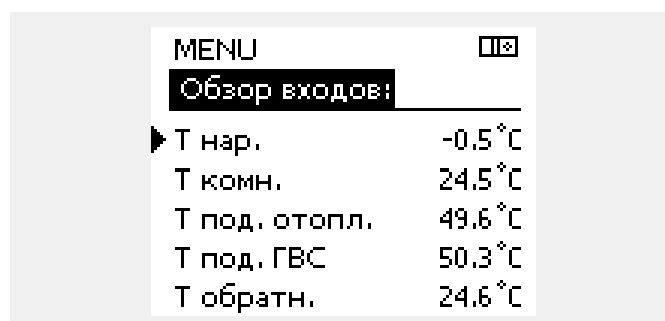 MENU
Обзор входов:
Т нар. -0.5°C
Т комн. 24.5°C
Т под. отопл. 49.6°C
Т под. ГВС 50.3°C
Т обратн. 24.6°C